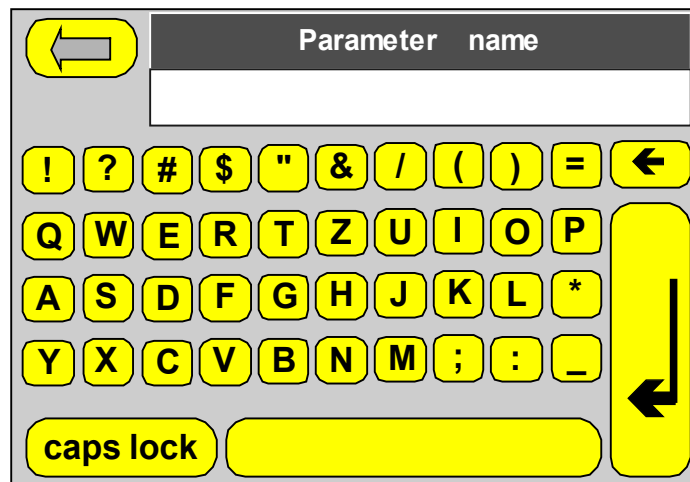 Parameter name
! ? # $ " & / ( ) =
Q W E R T Z U I O P
A S D F G H J K L *
Y X C V B N M ; : _
caps lock